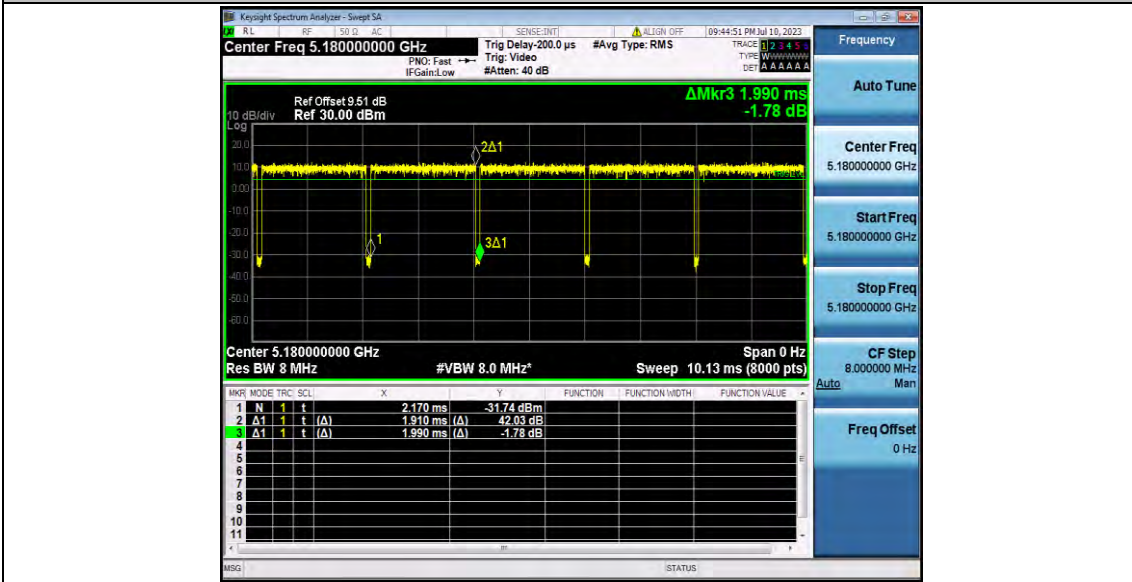 Keysight Spectrum Analyzer - Swept SA
RL RF 50 Ω AC SENSE:INT ALIGN OFF 09:44:51 PM Jul 10, 2023
Center Freq 5.180000000 GHz
PNO: Fast
IFGain:Low
Trig Delay-200.0 µs
Trig: Video
#Atten: 40 dB
#Avg Type: RMS
TRACE 1 2 3 4 5 6
TYPE W
DET A A A A A A
ΔMkr3 1.990 ms
-1.78 dB
Ref Offset 9.51 dB
Ref 30.00 dBm
10 dB/div
Log
20.0
10.0
0.00
-10.0
-20.0
-30.0
-40.0
-50.0
-60.0
2Δ1
1
3Δ1
Center 5.180000000 GHz Span 0 Hz
Res BW 8 MHz #VBW 8.0 MHz* Sweep 10.13 ms (8000 pts)
MKR MODE TRC SCL X Y FUNCTION FUNCTION WIDTH FUNCTION VALUE
1 N 1 t 2.170 ms -31.74 dBm
2 Δ1 1 t (Δ) 1.910 ms (Δ) 42.03 dB
3 Δ1 1 t (Δ) 1.990 ms (Δ) -1.78 dB
4
5
6
7
8
9
10
11
MSG STATUS
Frequency
Auto Tune
Center Freq
5.180000000 GHz
Start Freq
5.180000000 GHz
Stop Freq
5.180000000 GHz
CF Step
8.000000 MHz
Auto Man
Freq Offset
0 Hz